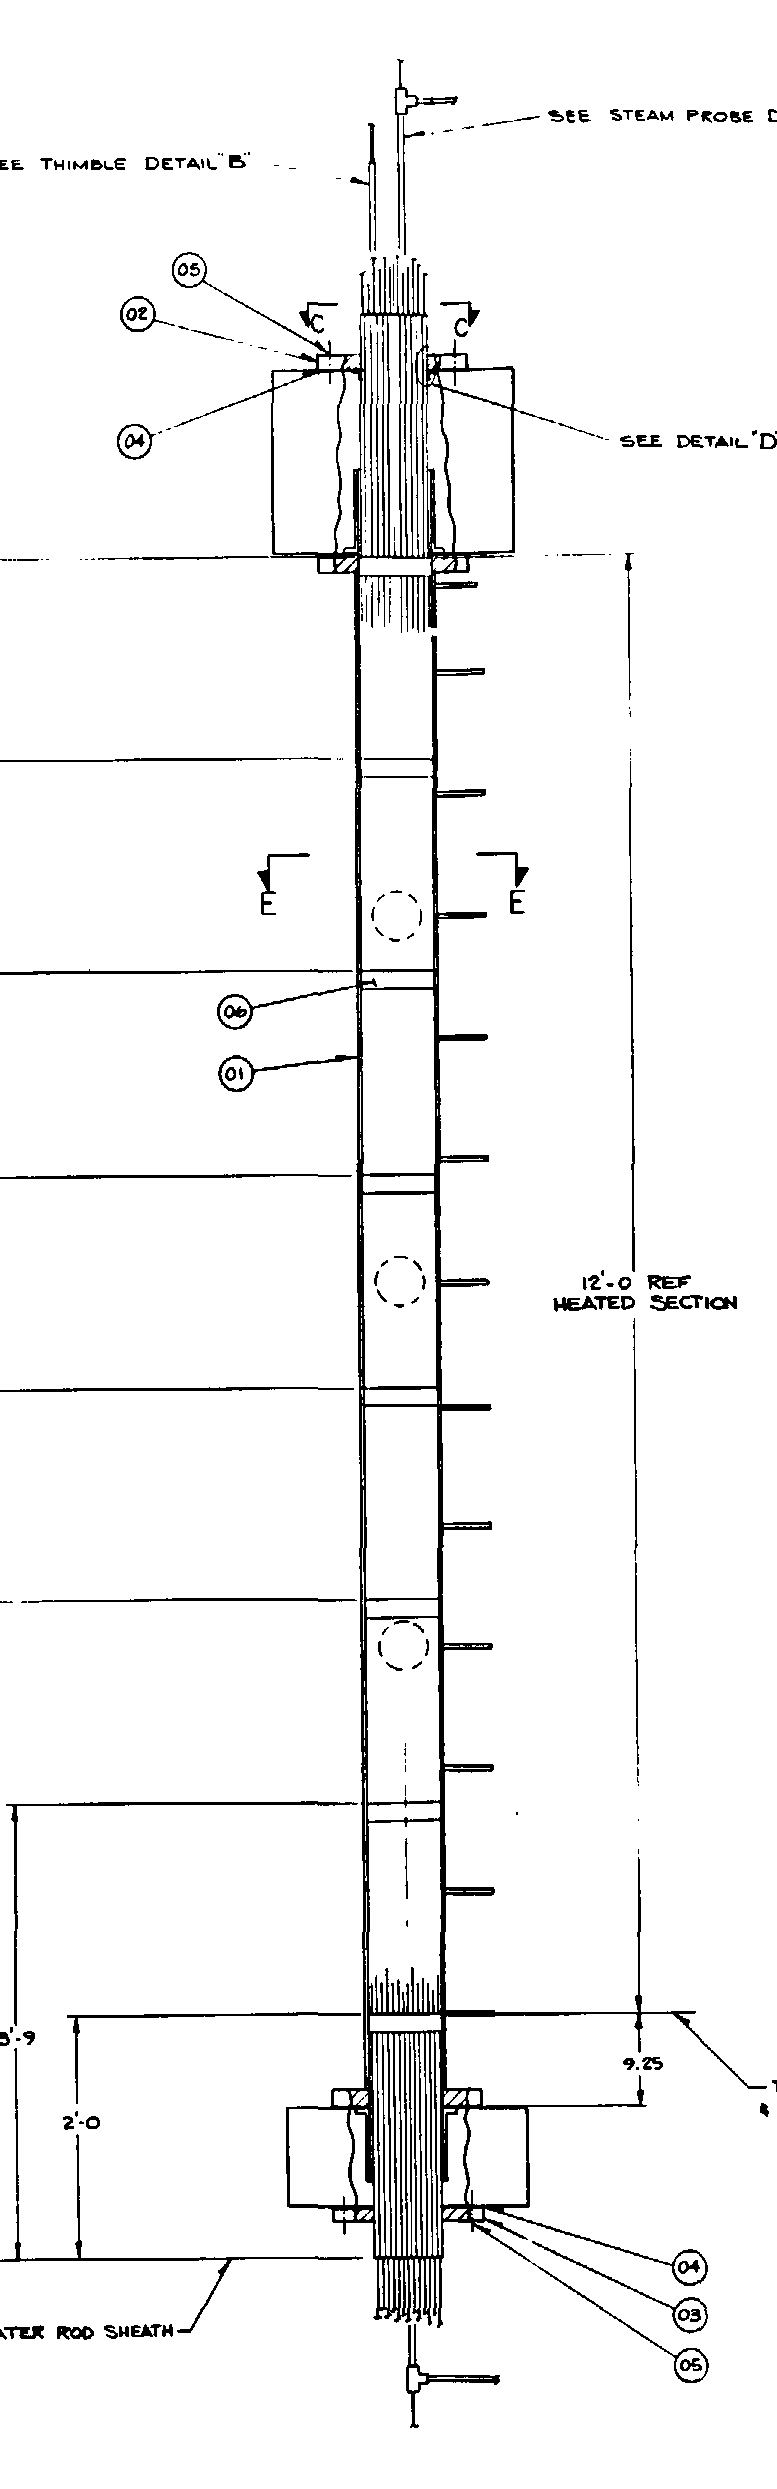 SEE STEAM PROBE D
EE THIMBLE DETAIL "B"
05
02
C C
04
SEE DETAIL "D"
E E
06
01
12'-0 REF
HEATED SECTION
3'-9
9.25
2'-0
04
03
ATER ROD SHEATH
05